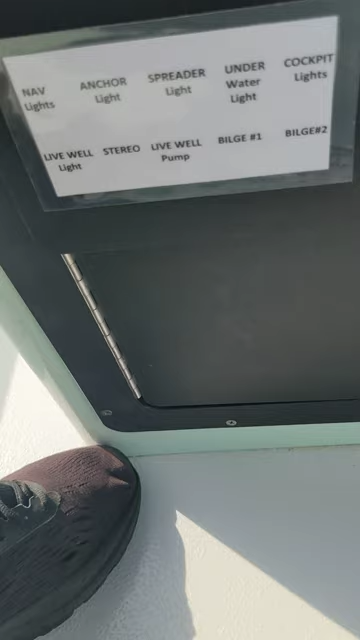 NAV Lights
ANCHOR Light
SPREADER Light
UNDER Water Light
COCKPIT Lights
LIVE WELL Light
STEREO
LIVE WELL Pump
BILGE #1
BILGE#2